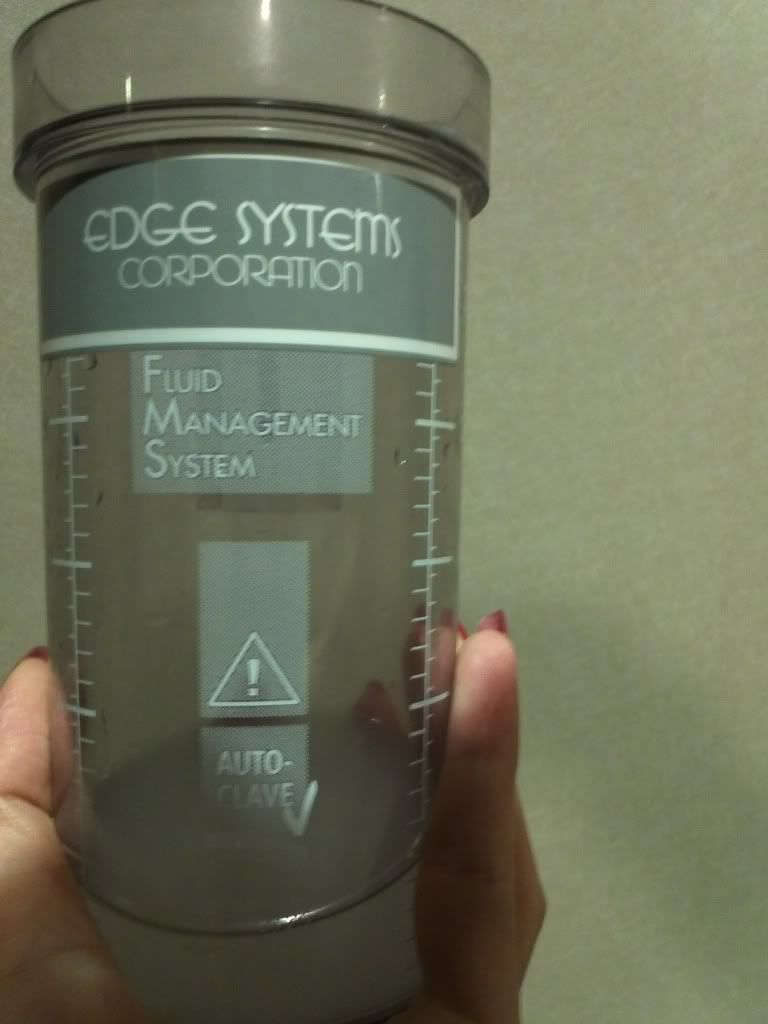 EDGE SYSTEMS
CORPORATION
FLUID
MANAGEMENT
SYSTEM
!
AUTO-
CLAVE